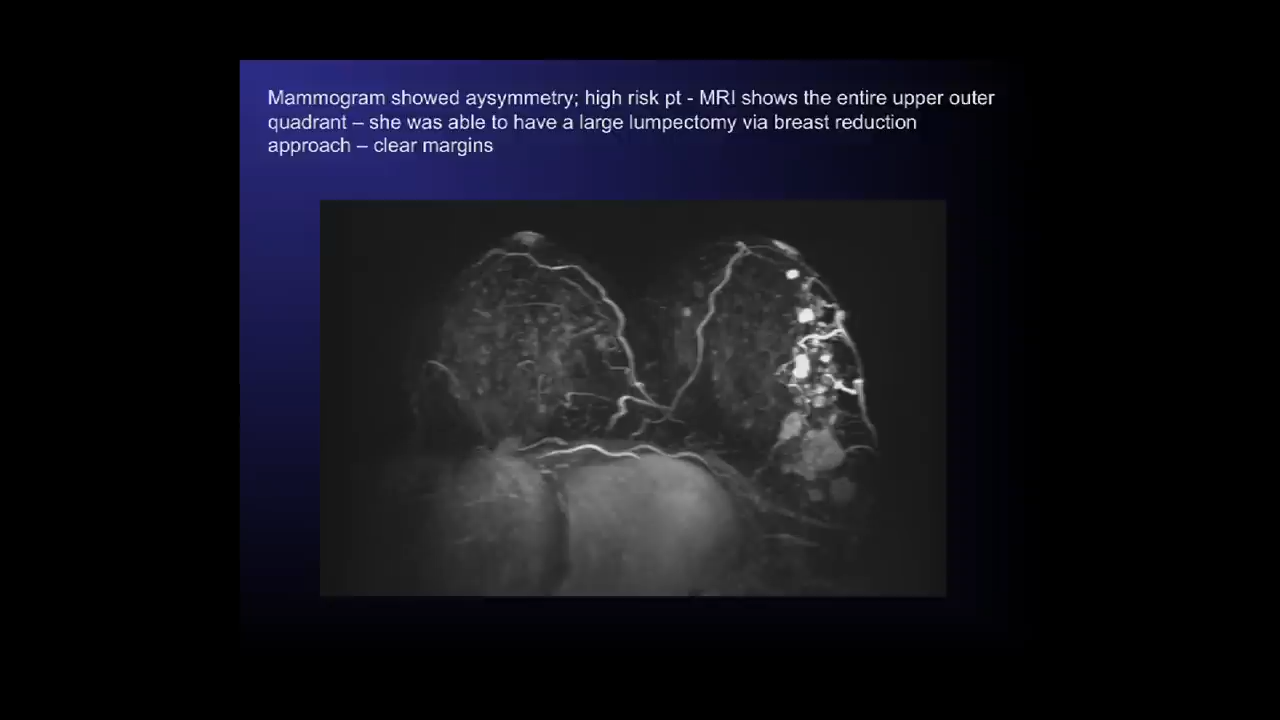 Mammogram showed aysymmetry; high risk pt - MRI shows the entire upper outer
quadrant – she was able to have a large lumpectomy via breast reduction
approach – clear margins